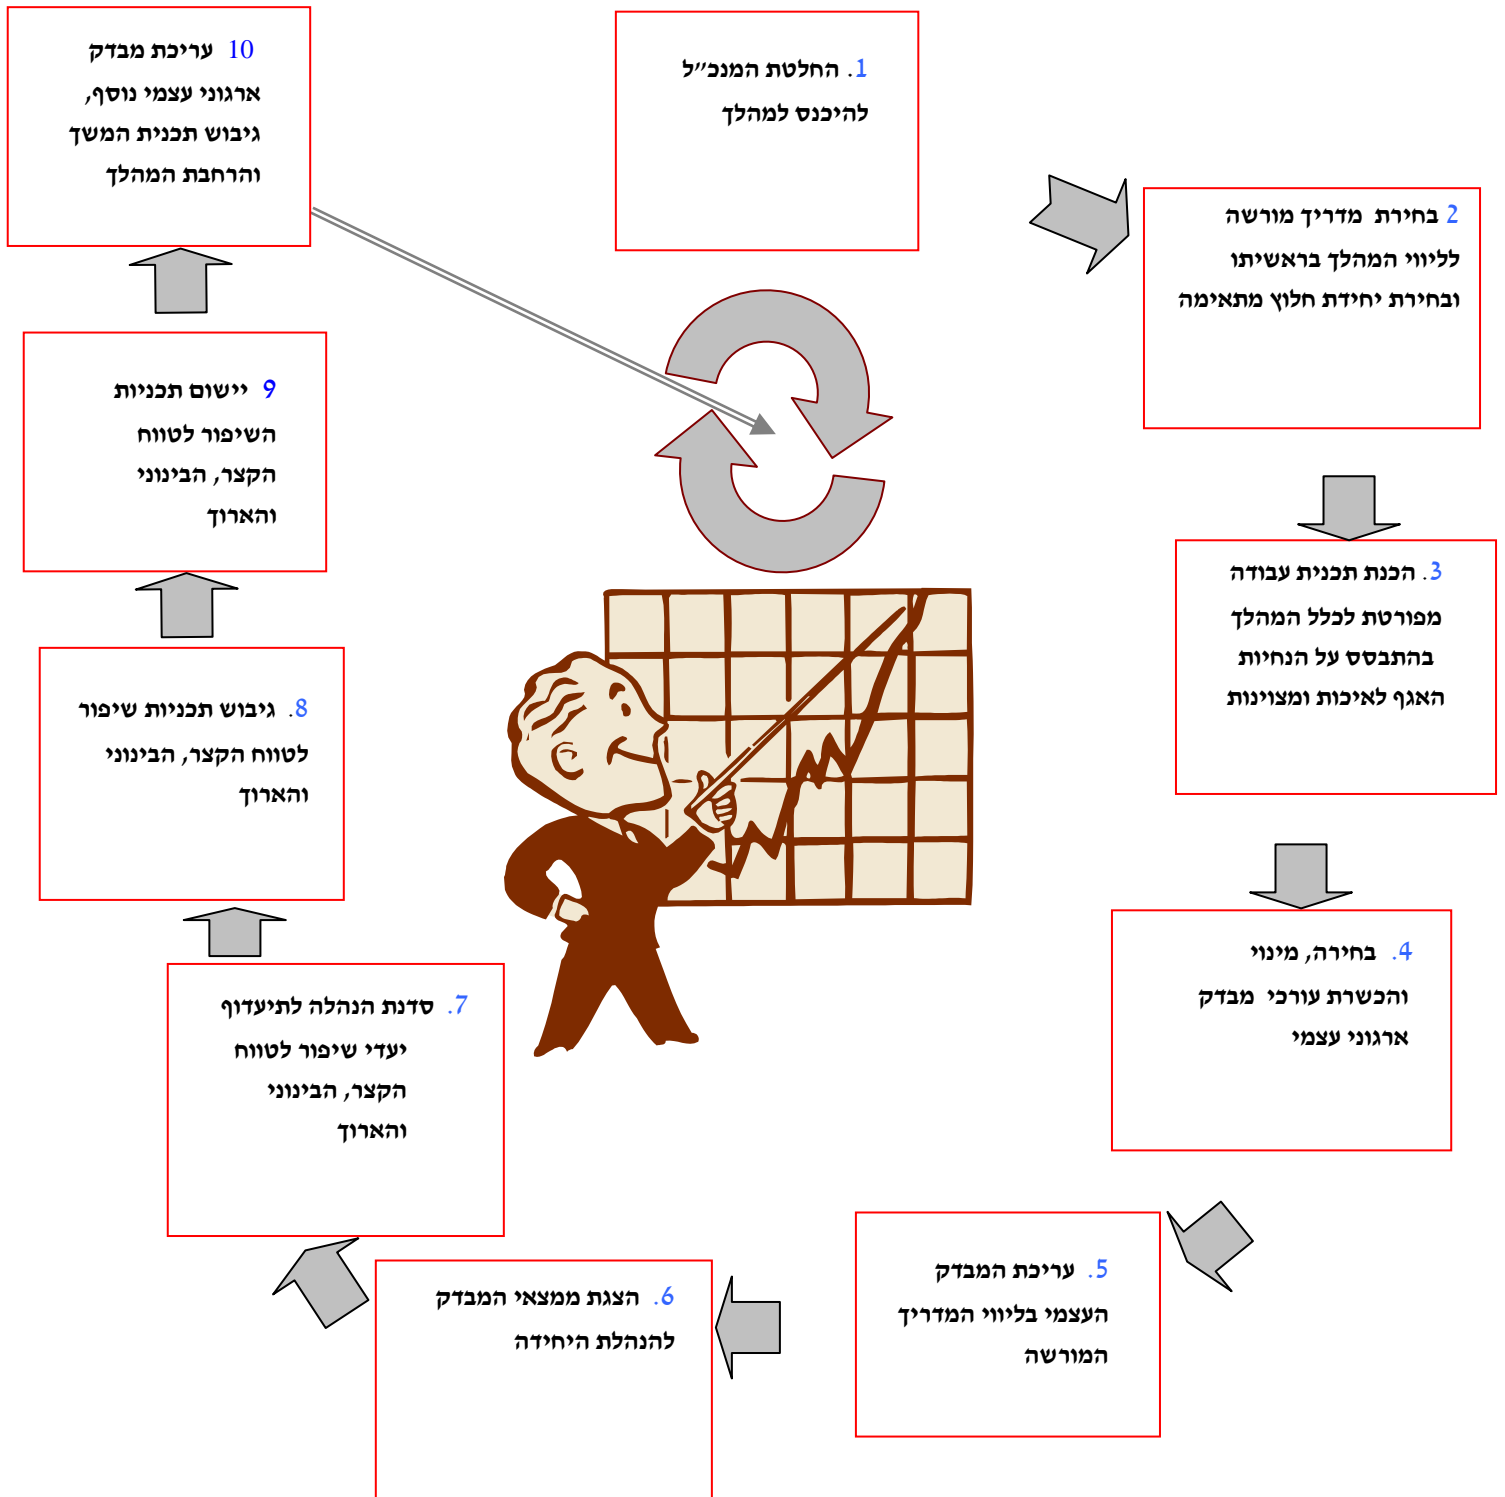 1. החלטת המנכ״ל
להיכנס למהלך
2 בחירת מדריך מורשה
לליווי המהלך בראשיתו
ובחירת יחידת חלוץ מתאימה
3. הכנת תכנית עבודה
מפורטת לכלל המהלך
בהתבסס על הנחיות
האגף לאיכות ומצוינות
4. בחירה, מינוי
והכשרת עורכי מבדק
ארגוני עצמי
5. עריכת המבדק
העצמי בליווי המדריך
המורשה
6. הצגת ממצאי המבדק
להנהלת היחידה
7. סדנת הנהלה לתיעדוף
יעדי שיפור לטווח
הקצר, הבינוני
והארוך
8. גיבוש תכניות שיפור
לטווח הקצר, הבינוני
והארוך
9 יישום תכניות
השיפור לטווח
הקצר, הבינוני
והארוך
10 עריכת מבדק
ארגוני עצמי נוסף,
גיבוש תכנית המשך
והרחבת המהלך